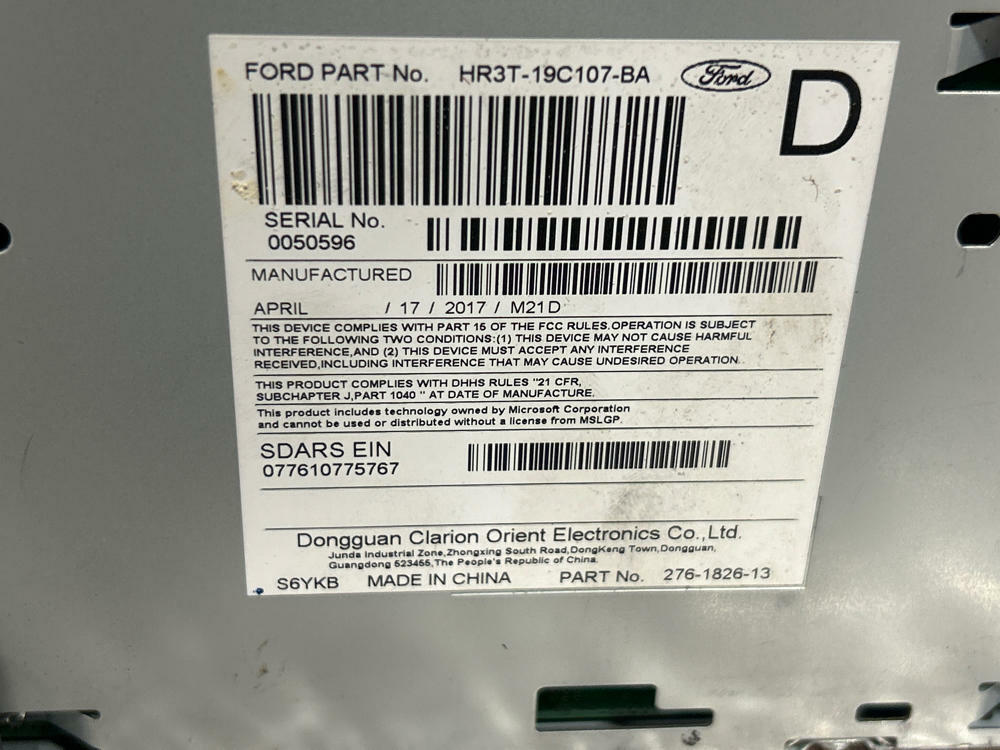 FORD PART No. HR3T-19C107-BA Ford D
SERIAL No.
0050596
MANUFACTURED
APRIL / 17 / 2017 / M21D
THIS DEVICE COMPLIES WITH PART 15 OF THE FCC RULES.OPERATION IS SUBJECT
TO THE FOLLOWING TWO CONDITIONS:(1) THIS DEVICE MAY NOT CAUSE HARMFUL
INTERFERENCE,AND (2) THIS DEVICE MUST ACCEPT ANY INTERFERENCE
RECEIVED,INCLUDING INTERFERENCE THAT MAY CAUSE UNDESIRED OPERATION.
THIS PRODUCT COMPLIES WITH DHHS RULES "21 CFR,
SUBCHAPTER J,PART 1040 " AT DATE OF MANUFACTURE.
This product includes technology owned by Microsoft Corporation
and cannot be used or distributed without a license from MSLGP.
SDARS EIN
077610775767
Dongguan Clarion Orient Electronics Co.,Ltd.
Junda Industrial Zone,Zhongxing South Road,DongKeng Town,Dongguan,
Guangdong 523455,The People's Republic of China.
S6YKB MADE IN CHINA PART No. 276-1826-13